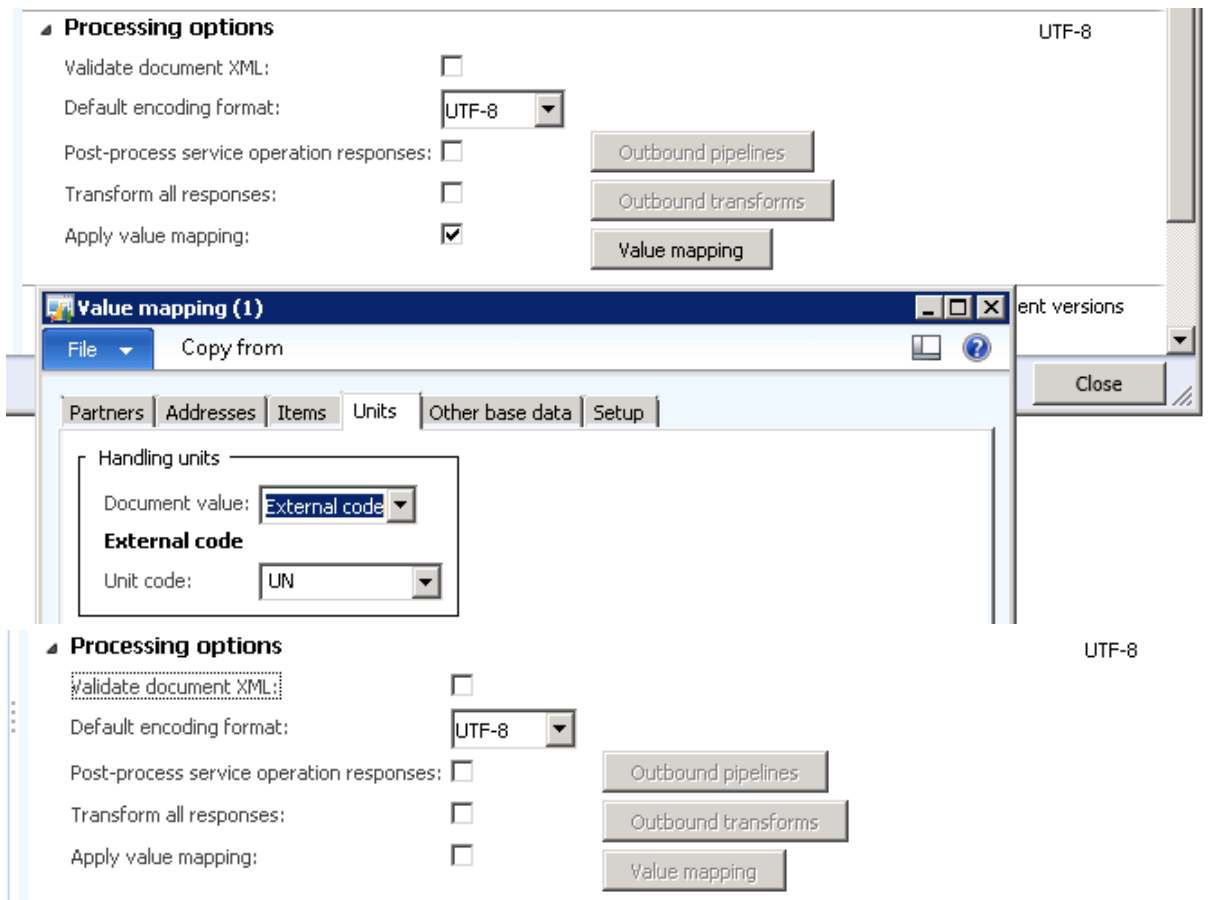 Processing options
UTF-8
Validate document XML:
Default encoding format: UTF-8
Post-process service operation responses: Outbound pipelines
Transform all responses: Outbound transforms
Apply value mapping: Value mapping
Value mapping (1)
ent versions
File Copy from
Close
Partners Addresses Items Units Other base data Setup
Handling units
Document value: External code
External code
Unit code: UN
Processing options
UTF-8
Validate document XML:
Default encoding format: UTF-8
Post-process service operation responses: Outbound pipelines
Transform all responses: Outbound transforms
Apply value mapping: Value mapping